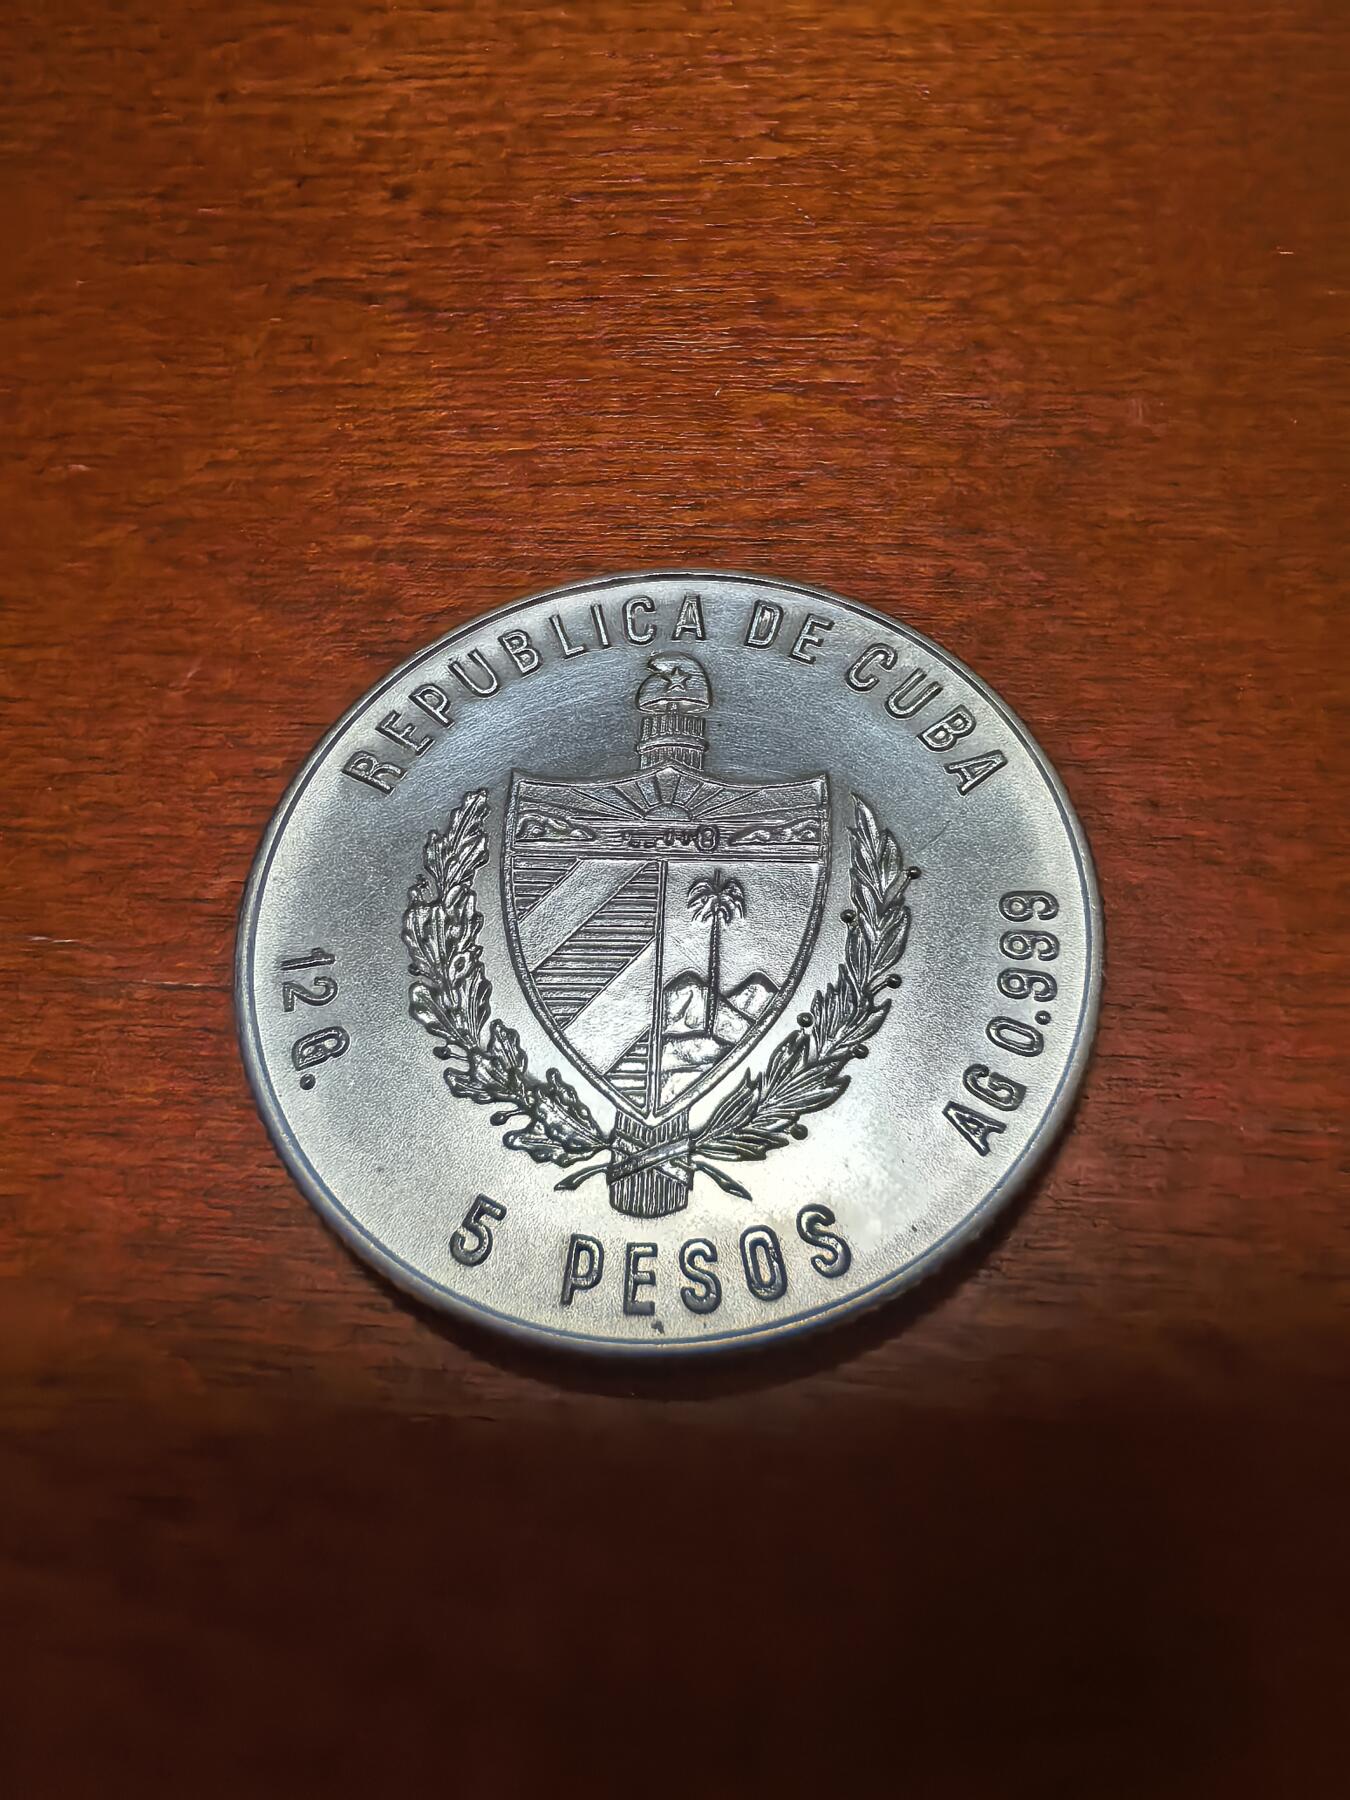 REPUBLICA DE CUBA
12 G.
AG 0.999
5 PESOS